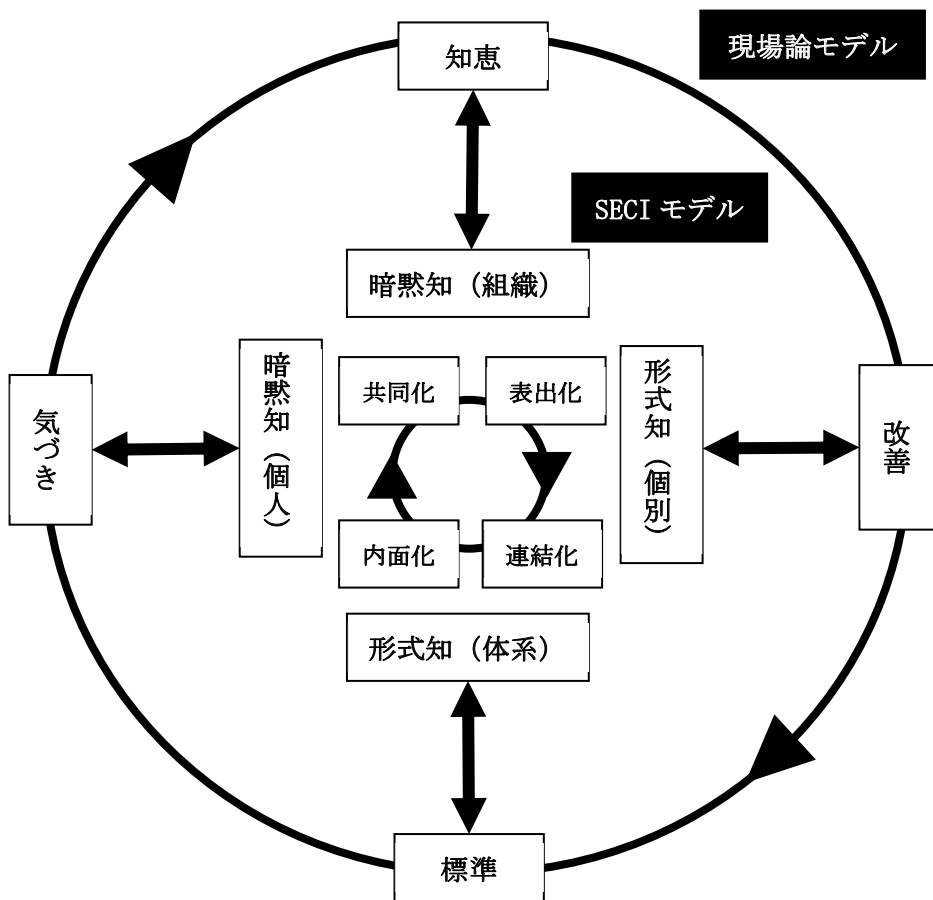 知恵
現場論モデル
SECI モデル
暗黙知（組織）
気づき
暗黙知（個人）
共同化
表出化
形式知（個別）
改善
内面化
連結化
形式知（体系）
標準